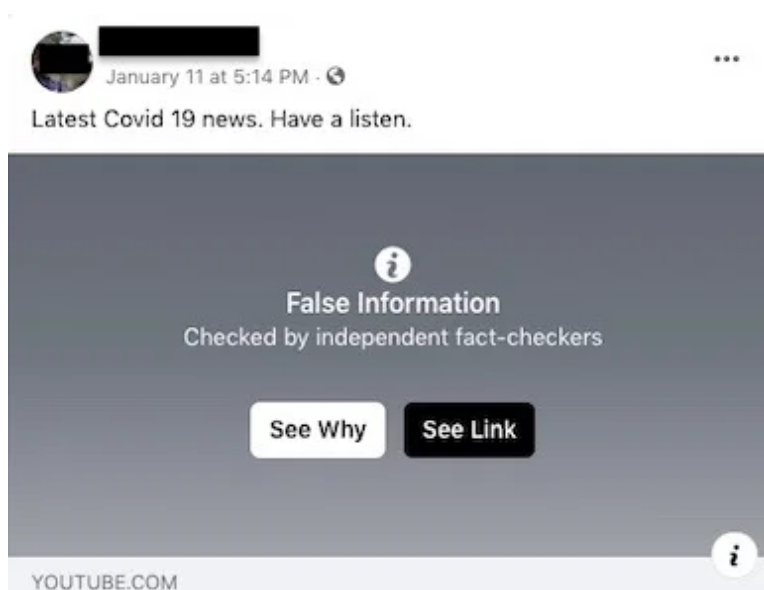 January 11 at 5:14 PM ·
Latest Covid 19 news. Have a listen.
False Information
Checked by independent fact-checkers
See Why
See Link
YOUTUBE.COM